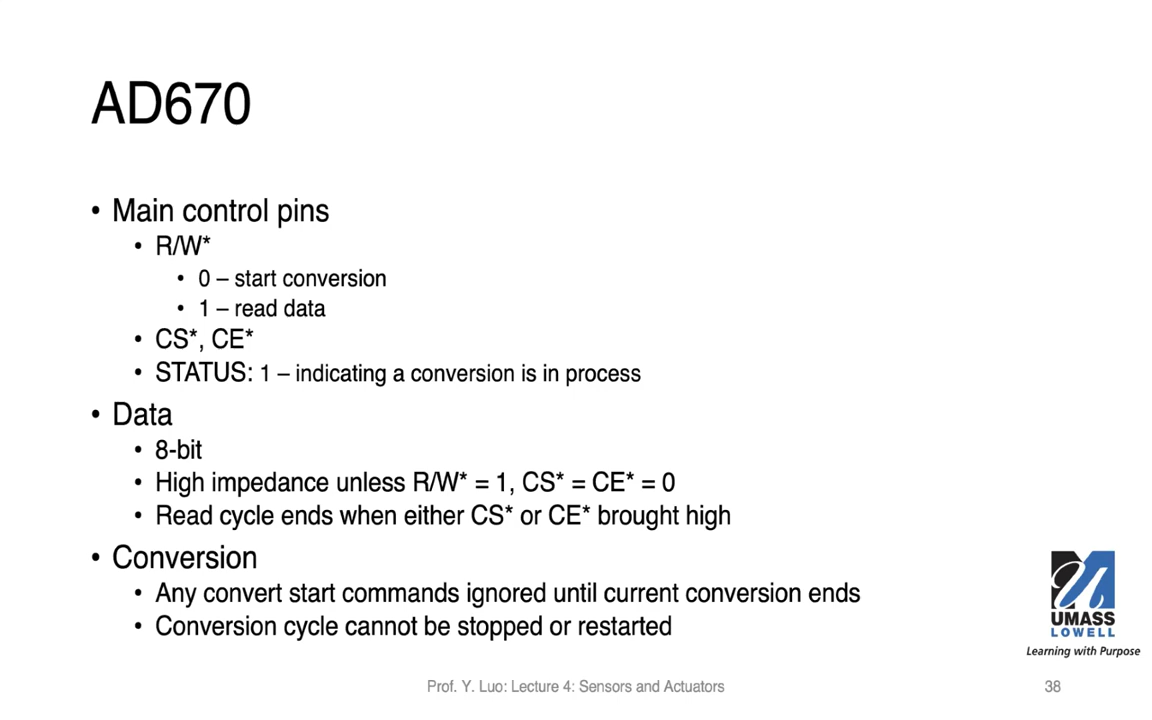 AD670
• Main control pins
• R/W*
• 0 – start conversion
• 1 – read data
• CS*, CE*
• STATUS: 1 – indicating a conversion is in process
• Data
• 8-bit
• High impedance unless R/W* = 1, CS* = CE* = 0
• Read cycle ends when either CS* or CE* brought high
• Conversion
• Any convert start commands ignored until current conversion ends
• Conversion cycle cannot be stopped or restarted
UMASS
LOWELL
Learning with Purpose
Prof. Y. Luo: Lecture 4: Sensors and Actuators
38